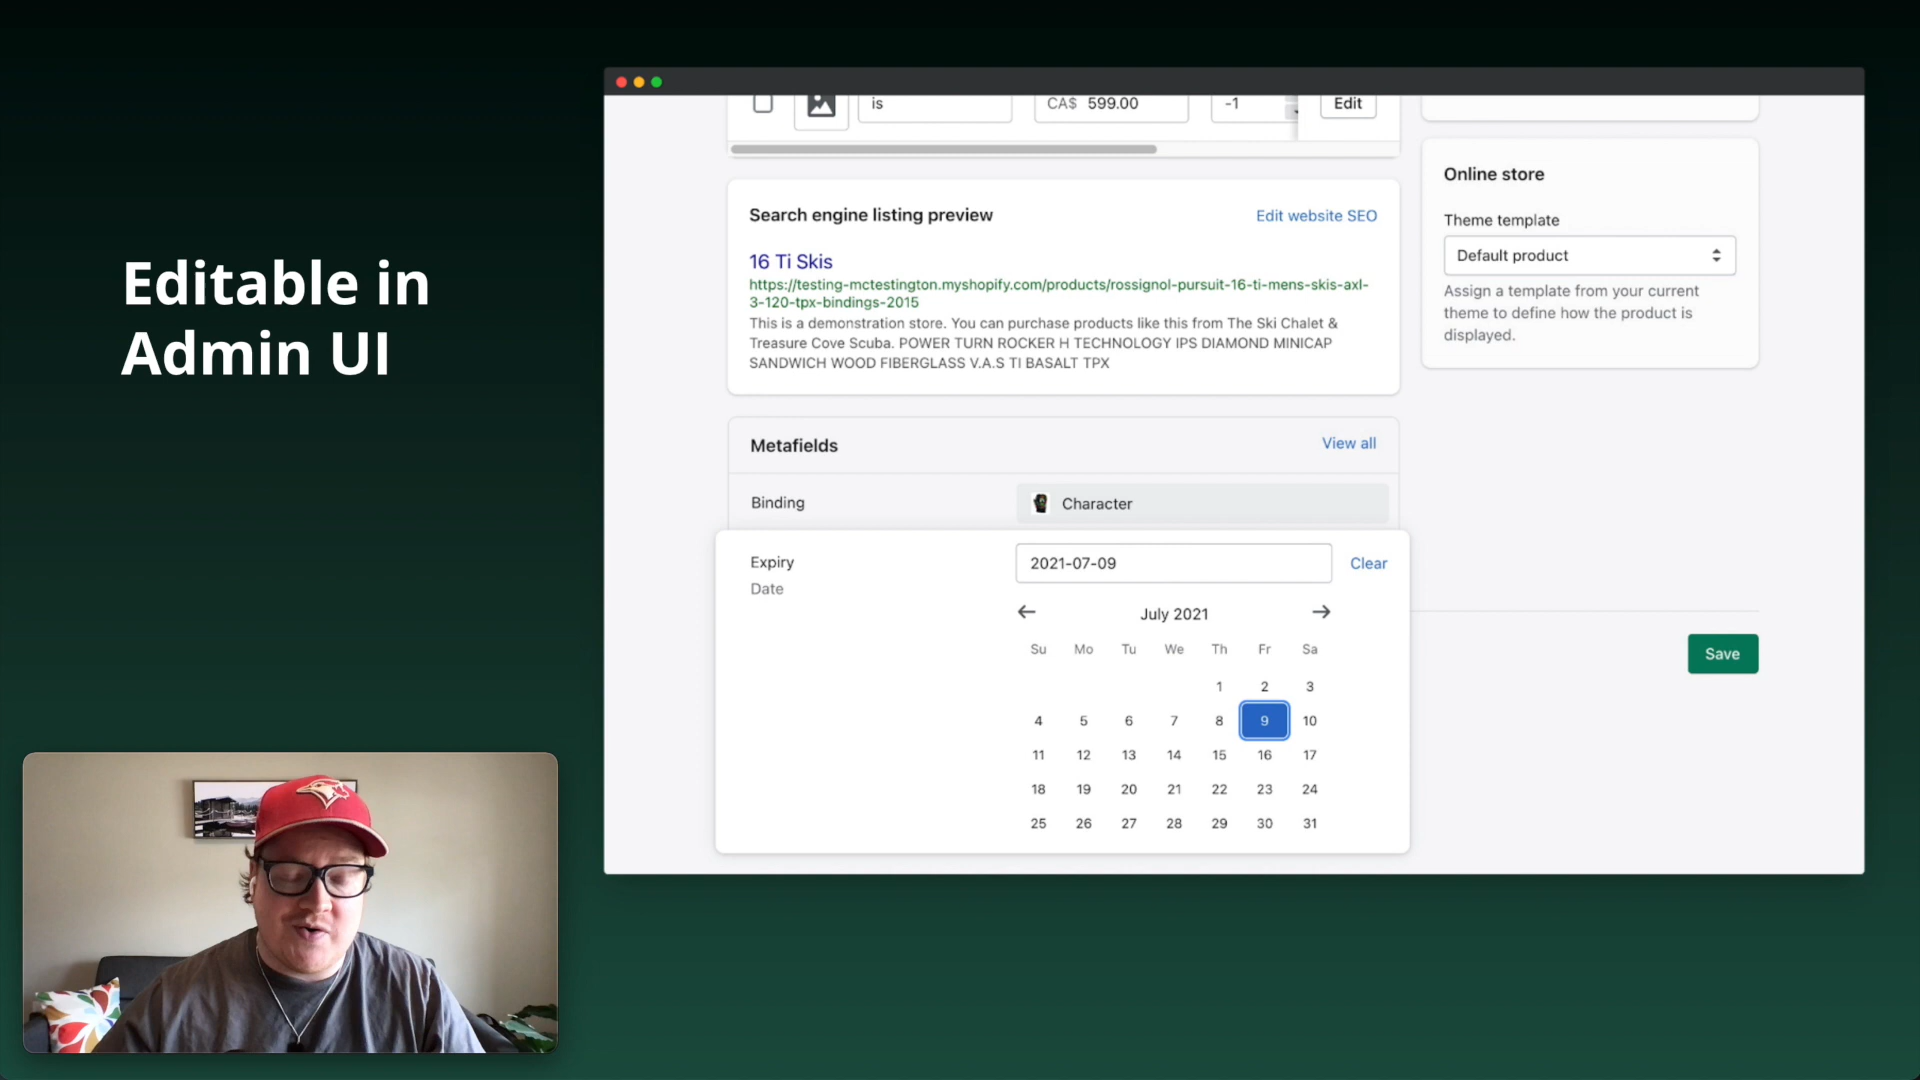 Editable in
Admin UI
is
CA$ 599.00
-1
Edit
Search engine listing preview
Edit website SEO
16 Ti Skis
https://testing-mctestington.myshopify.com/products/rossignol-pursuit-16-ti-mens-skis-axl-
3-120-tpx-bindings-2015
This is a demonstration store. You can purchase products like this from The Ski Chalet &
Treasure Cove Scuba. POWER TURN ROCKER H TECHNOLOGY IPS DIAMOND MINICAP
SANDWICH WOOD FIBERGLASS V.A.S TI BASALT TPX
Online store
Theme template
Default product
Assign a template from your current
theme to define how the product is
displayed.
Metafields
View all
Binding
Character
Expiry
Date
2021-07-09
Clear
July 2021
Su Mo Tu We Th Fr Sa
1 2 3
4 5 6 7 8 9 10
11 12 13 14 15 16 17
18 19 20 21 22 23 24
25 26 27 28 29 30 31
Save